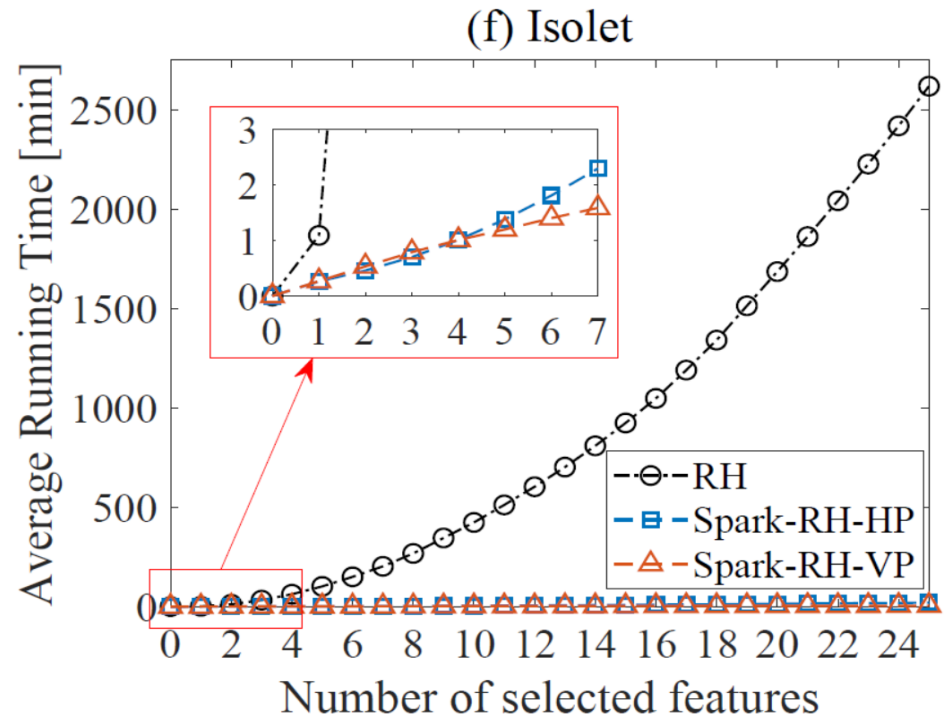 (f) Isolet
Average Running Time [min]
2500
2000
1500
1000
500
0
3
2
1
0
0 1 2 3 4 5 6 7
RH
Spark-RH-HP
Spark-RH-VP
0 2 4 6 8 10 12 14 16 18 20 22 24
Number of selected features